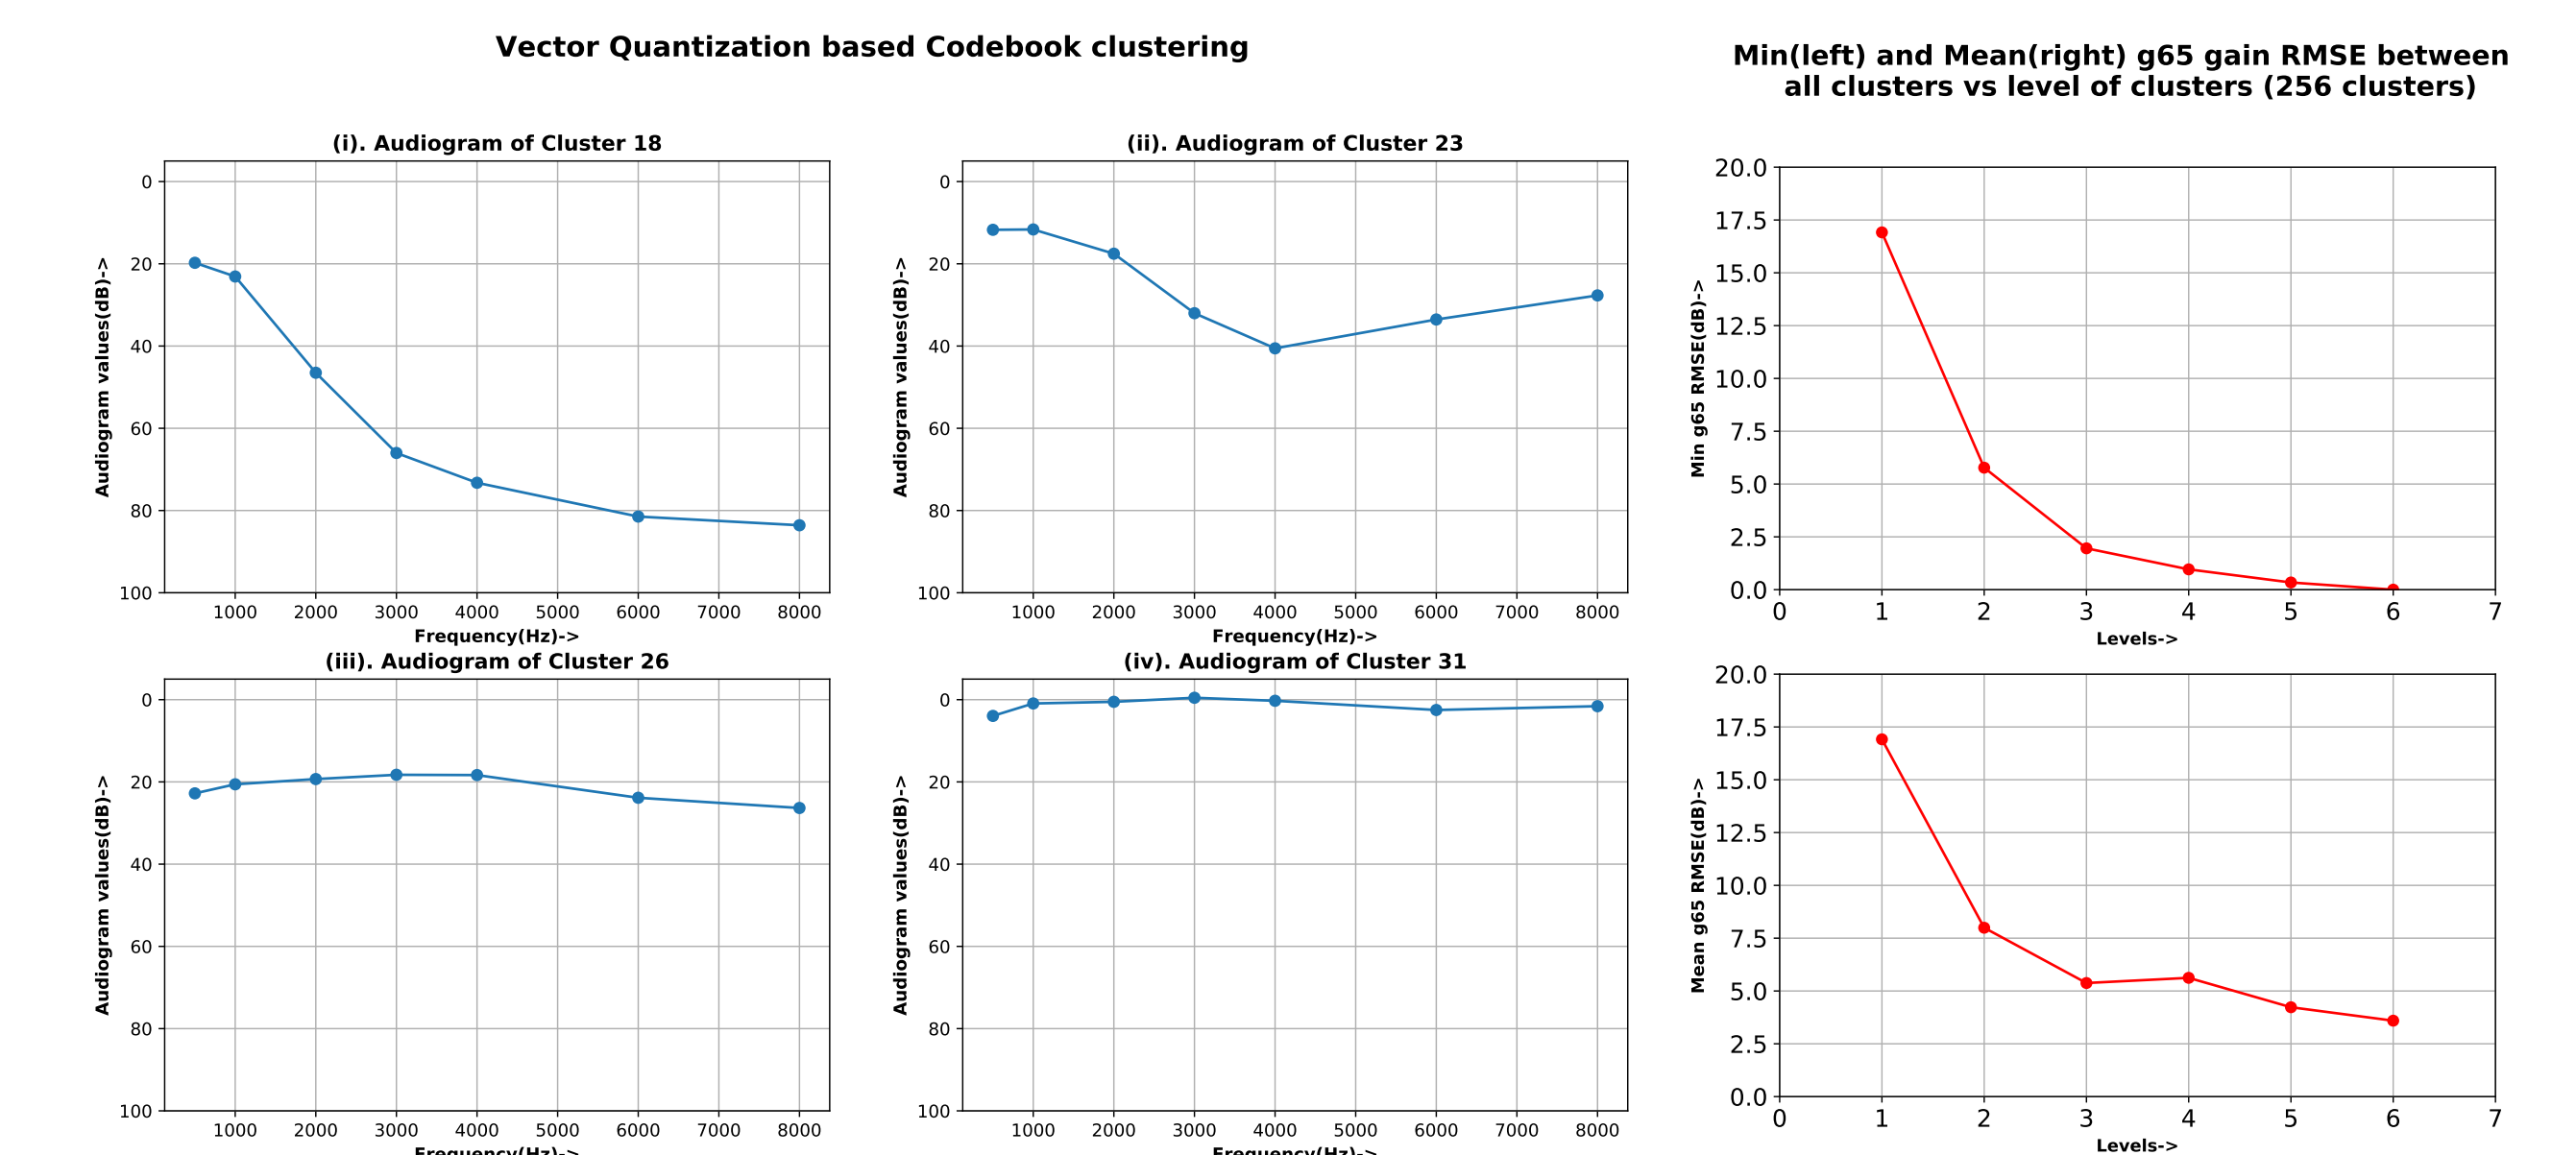 Vector Quantization based Codebook clustering
Min(left) and Mean(right) g65 gain RMSE between
all clusters vs level of clusters (256 clusters)
(i). Audiogram of Cluster 18
Audiogram values(dB)->
0
20
40
60
80
100
1000 2000 3000 4000 5000 6000 7000 8000
Frequency(Hz)->
(ii). Audiogram of Cluster 23
Audiogram values(dB)->
0
20
40
60
80
100
1000 2000 3000 4000 5000 6000 7000 8000
Frequency(Hz)->
Min g65 RMSE(dB)->
20.0
17.5
15.0
12.5
10.0
7.5
5.0
2.5
0.0
0 1 2 3 4 5 6 7
Levels->
(iii). Audiogram of Cluster 26
Audiogram values(dB)->
0
20
40
60
80
100
1000 2000 3000 4000 5000 6000 7000 8000
Frequency(Hz)->
(iv). Audiogram of Cluster 31
Audiogram values(dB)->
0
20
40
60
80
100
1000 2000 3000 4000 5000 6000 7000 8000
Frequency(Hz)->
Mean g65 RMSE(dB)->
20.0
17.5
15.0
12.5
10.0
7.5
5.0
2.5
0.0
0 1 2 3 4 5 6 7
Levels->